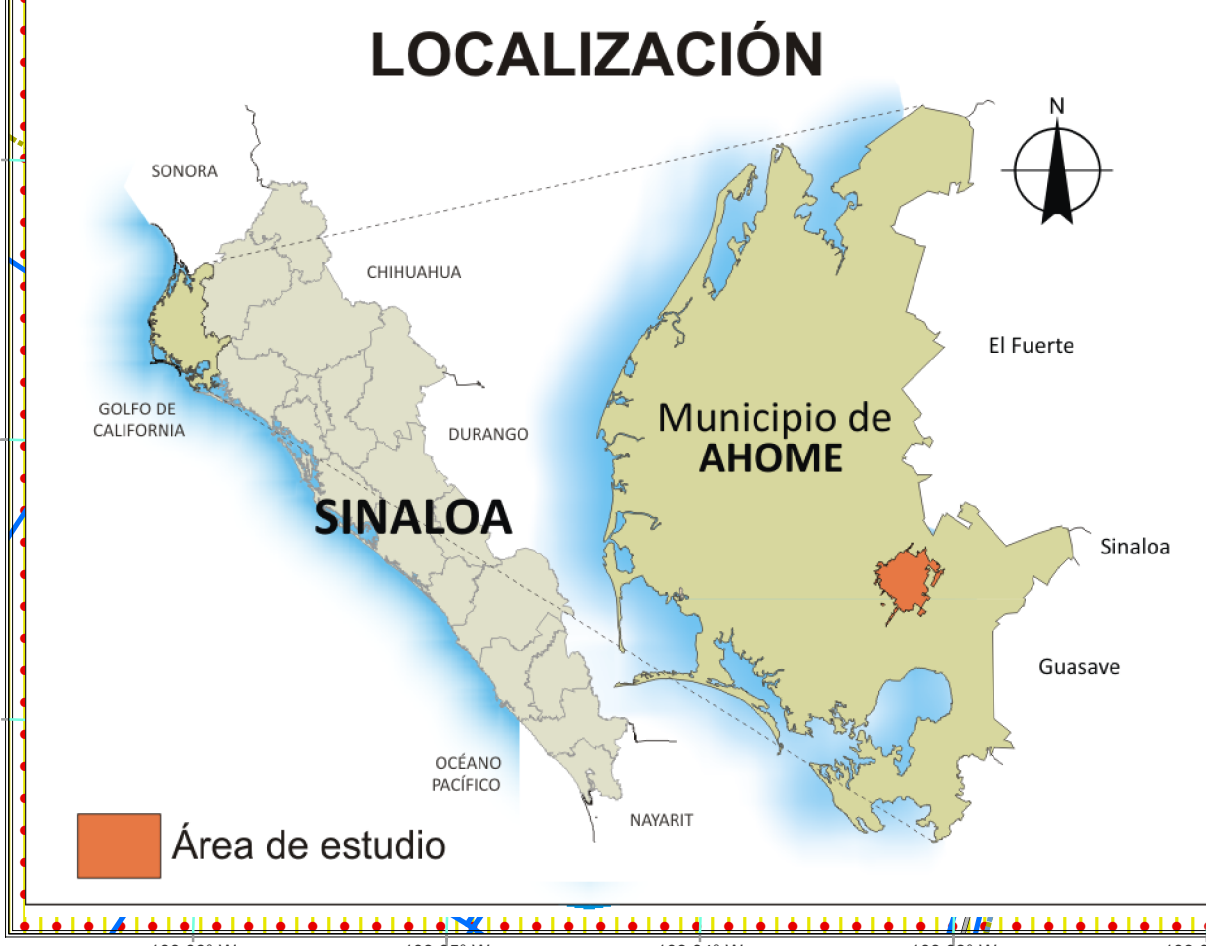 LOCALIZACIÓN
N
SONORA
CHIHUAHUA
El Fuerte
GOLFO DE
CALIFORNIA
DURANGO
Municipio de
AHOME
SINALOA
Sinaloa
Guasave
OCÉANO
PACÍFICO
NAYARIT
Área de estudio